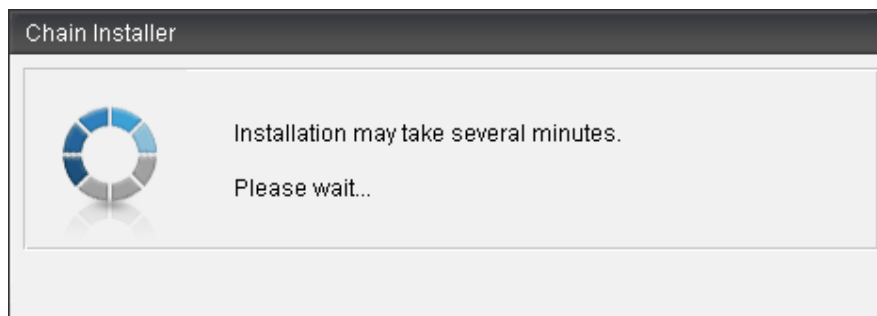 Chain Installer
Installation may take several minutes.
Please wait...